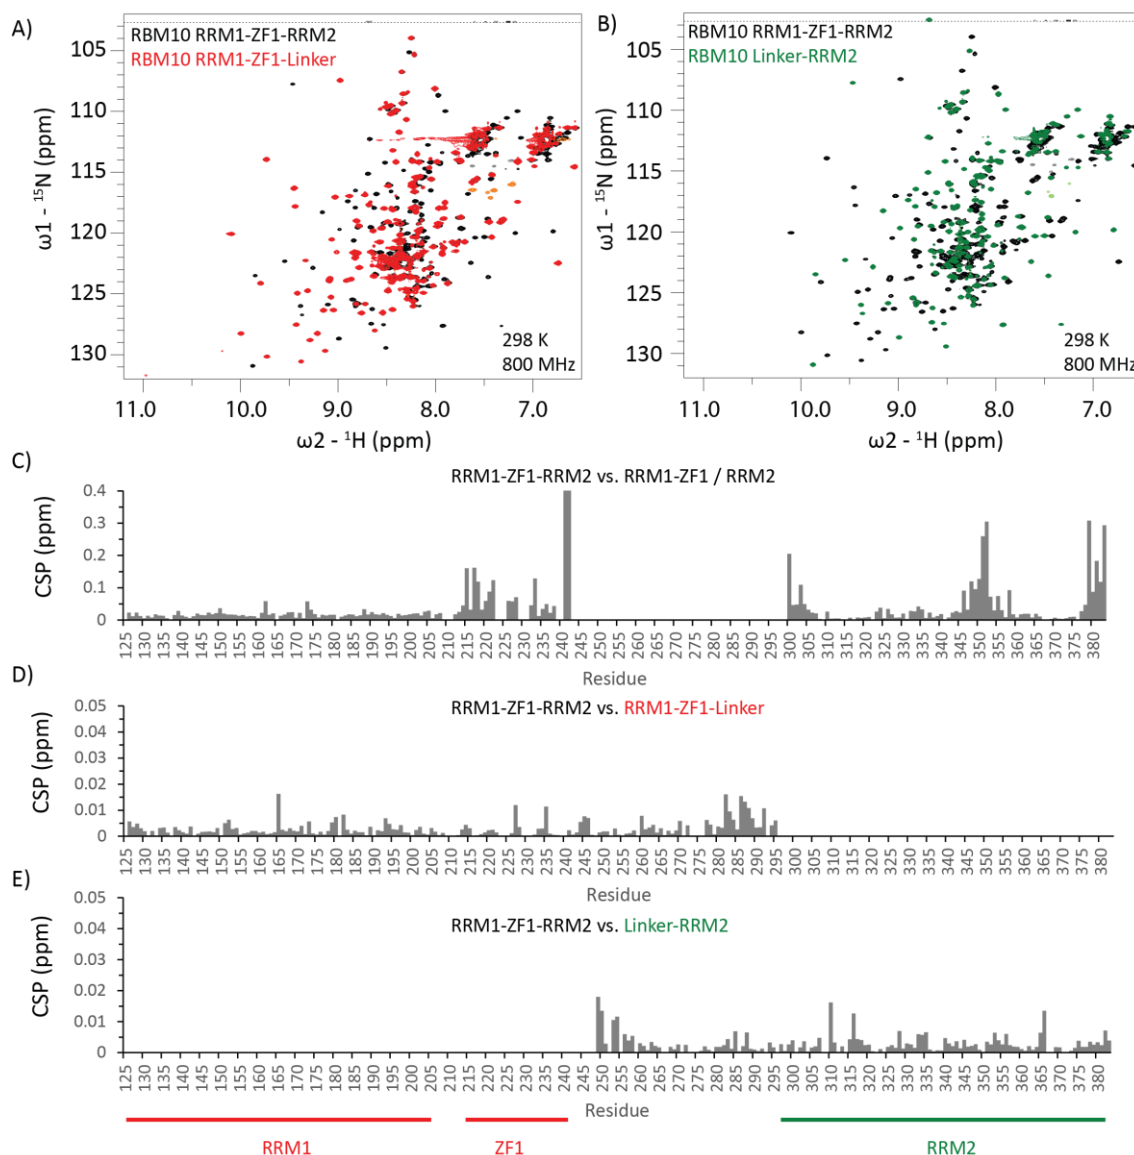 A)
RBM10 RRM1-ZF1-RRM2
RBM10 RRM1-ZF1-Linker
105
110
115
120
125
130
ω1 - ¹⁵N (ppm)
298 K
800 MHz
11.0 10.0 9.0 8.0 7.0
ω2 - ¹H (ppm)
B)
RBM10 RRM1-ZF1-RRM2
RBM10 Linker-RRM2
105
110
115
120
125
130
ω1 - ¹⁵N (ppm)
298 K
800 MHz
11.0 10.0 9.0 8.0 7.0
ω2 - ¹H (ppm)
C)
RRM1-ZF1-RRM2 vs. RRM1-ZF1 / RRM2
CSP (ppm)
0.4
0.3
0.2
0.1
0
125 130 135 140 145 150 155 160 165 170 175 180 185 190 195 200 205 210 215 220 225 230 235 240 245 250 255 260 265 270 275 280 285 290 295 300 305 310 315 320 325 330 335 340 345 350 355 360 365 370 375 380
Residue
D)
RRM1-ZF1-RRM2 vs. RRM1-ZF1-Linker
CSP (ppm)
0.05
0.04
0.03
0.02
0.01
0
125 130 135 140 145 150 155 160 165 170 175 180 185 190 195 200 205 210 215 220 225 230 235 240 245 250 255 260 265 270 275 280 285 290 295 300 305 310 315 320 325 330 335 340 345 350 355 360 365 370 375 380
Residue
E)
RRM1-ZF1-RRM2 vs. Linker-RRM2
CSP (ppm)
0.05
0.04
0.03
0.02
0.01
0
125 130 135 140 145 150 155 160 165 170 175 180 185 190 195 200 205 210 215 220 225 230 235 240 245 250 255 260 265 270 275 280 285 290 295 300 305 310 315 320 325 330 335 340 345 350 355 360 365 370 375 380
Residue
RRM1 ZF1 RRM2